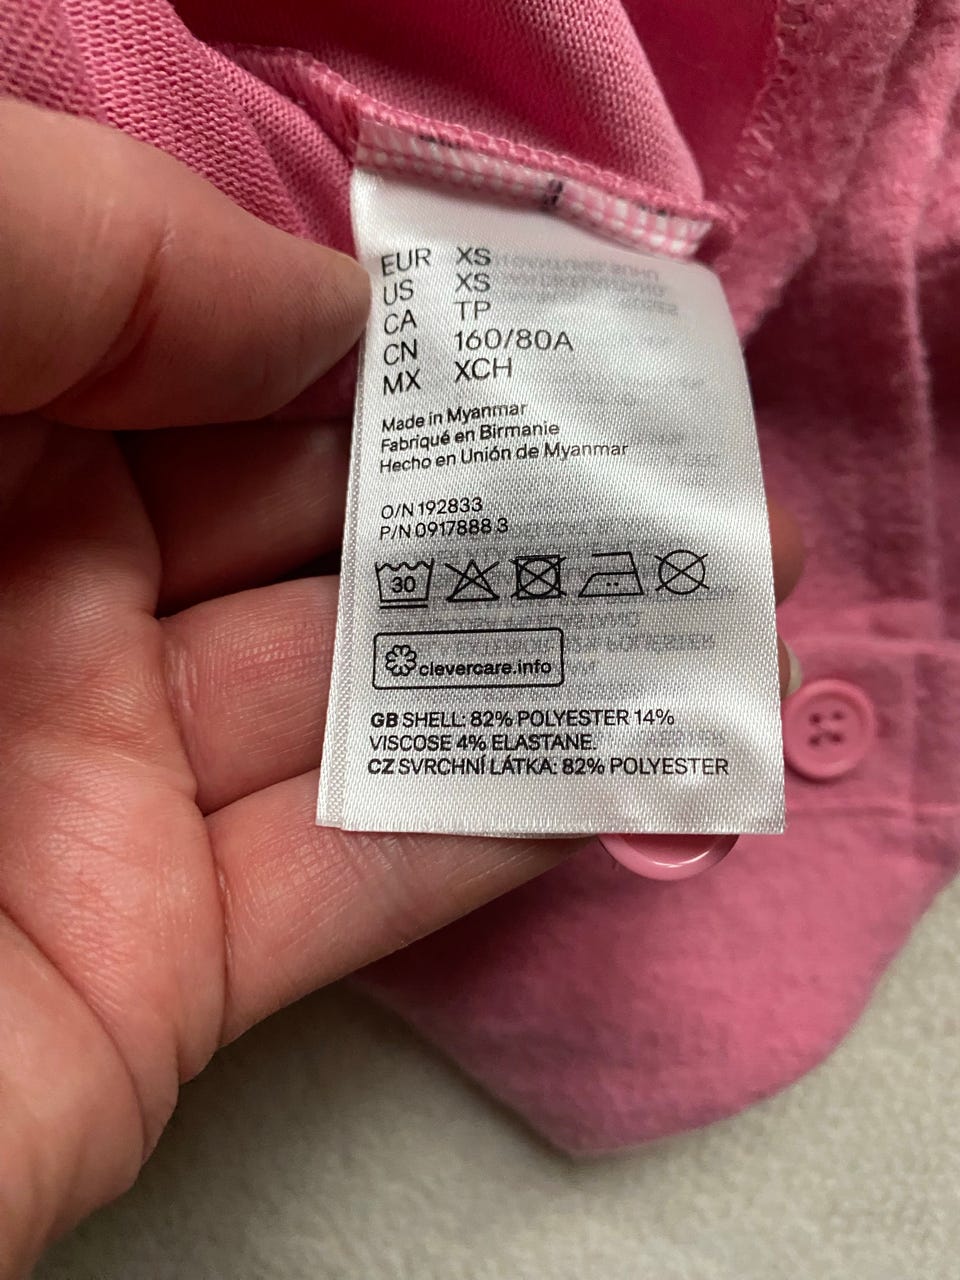 EUR XS
US XS
CA TP
CN 160/80A
MX XCH
Made in Myanmar
Fabriqué en Birmanie
Hecho en Unión de Myanmar
O/N 192833
P/N 0917888 3
30
clevercare.info
GB SHELL: 82% POLYESTER 14%
VISCOSE 4% ELASTANE.
CZ SVRCHNÍ LÁTKA: 82% POLYESTER